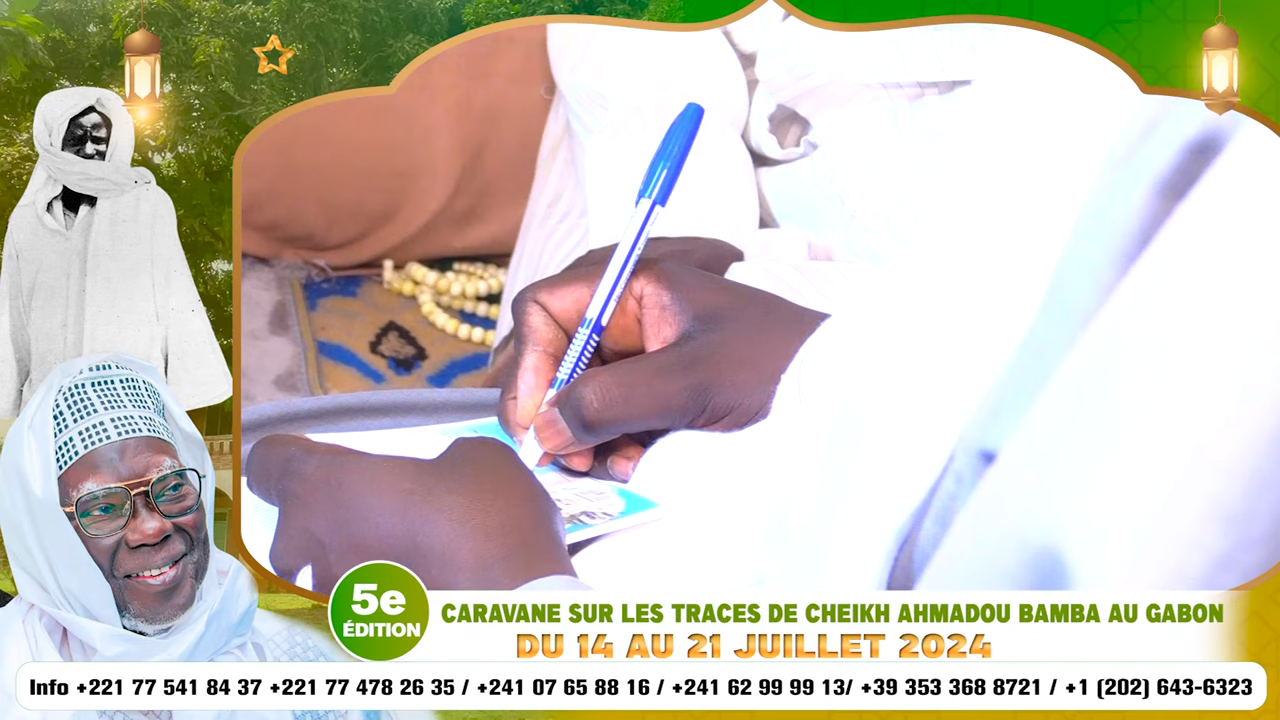 5e
ÉDITION
CARAVANE SUR LES TRACES DE CHEIKH AHMADOU BAMBA AU GABON
DU 14 AU 21 JUILLET 2024
Info +221 77 541 84 37 +221 77 478 26 35 / +241 07 65 88 16 / +241 62 99 99 13/ +39 353 368 8721 / +1 (202) 643-6323